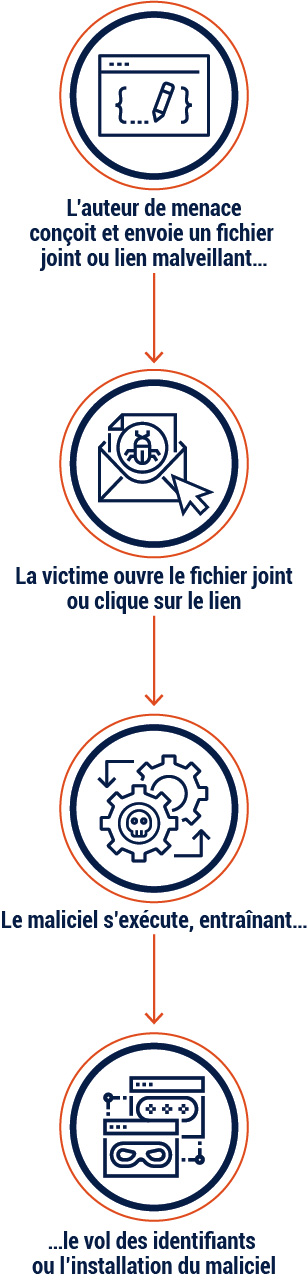 L'auteur de menace
conçoit et envoie un fichier
joint ou lien malveillant...
La victime ouvre le fichier joint
ou clique sur le lien
Le maliciel s'exécute, entraînant...
...le vol des identifiants
ou l'installation du maliciel